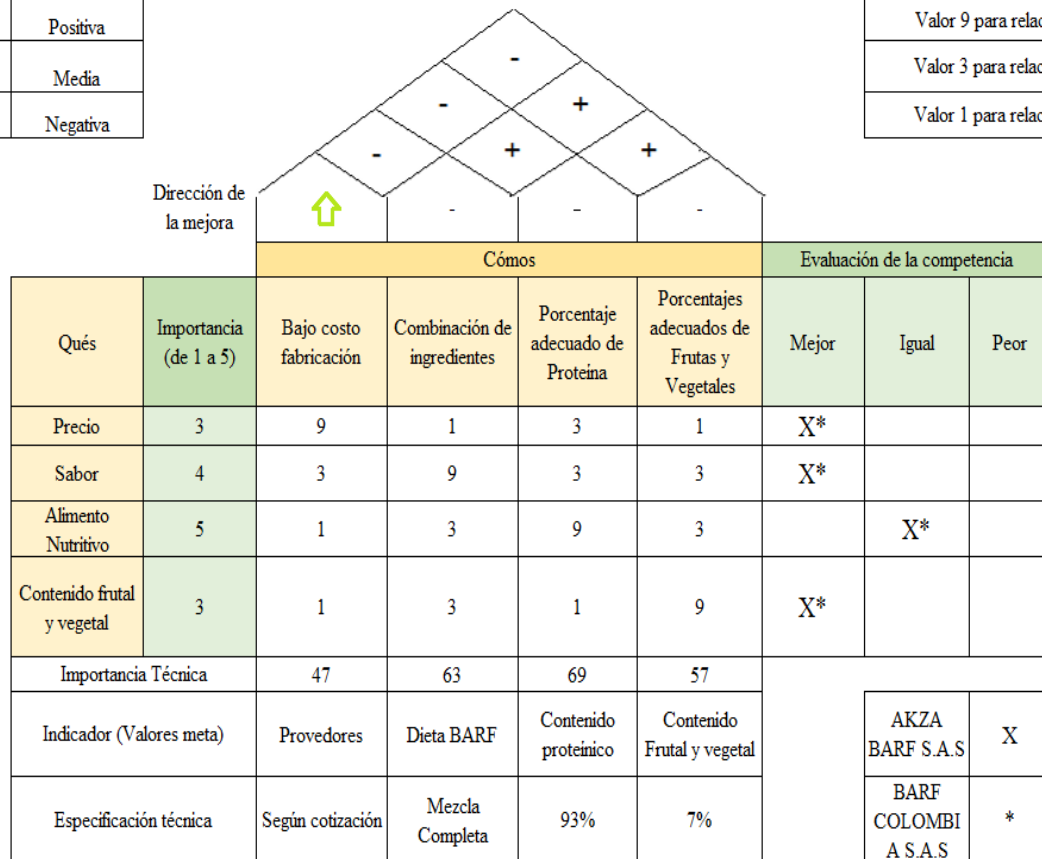 Positiva
Media
Negativa
Valor 9 para relac
Valor 3 para relac
Valor 1 para relac
-
- +
- + +
Dirección de
la mejora
- - -
Cómos
Evaluación de la competencia
Qués
Importancia
(de 1 a 5)
Bajo costo
fabricación
Combinación de
ingredientes
Porcentaje
adecuado de
Proteína
Porcentajes
adecuados de
Frutas y
Vegetales
Mejor
Igual
Peor
Precio 3 9 1 3 1 X*
Sabor 4 3 9 3 3 X*
Alimento
Nutritivo
5 1 3 9 3 X*
Contenido frutal
y vegetal
3 1 3 1 9 X*
Importancia Técnica 47 63 69 57
Indicador (Valores meta)
Provedores
Dieta BARF
Contenido
proteínico
Contenido
Frutal y vegetal
AKZA
BARF S.A.S
X
Especificación técnica
Según cotización
Mezcla
Completa
93%
7%
BARF
COLOMBI
A S.A.S
*